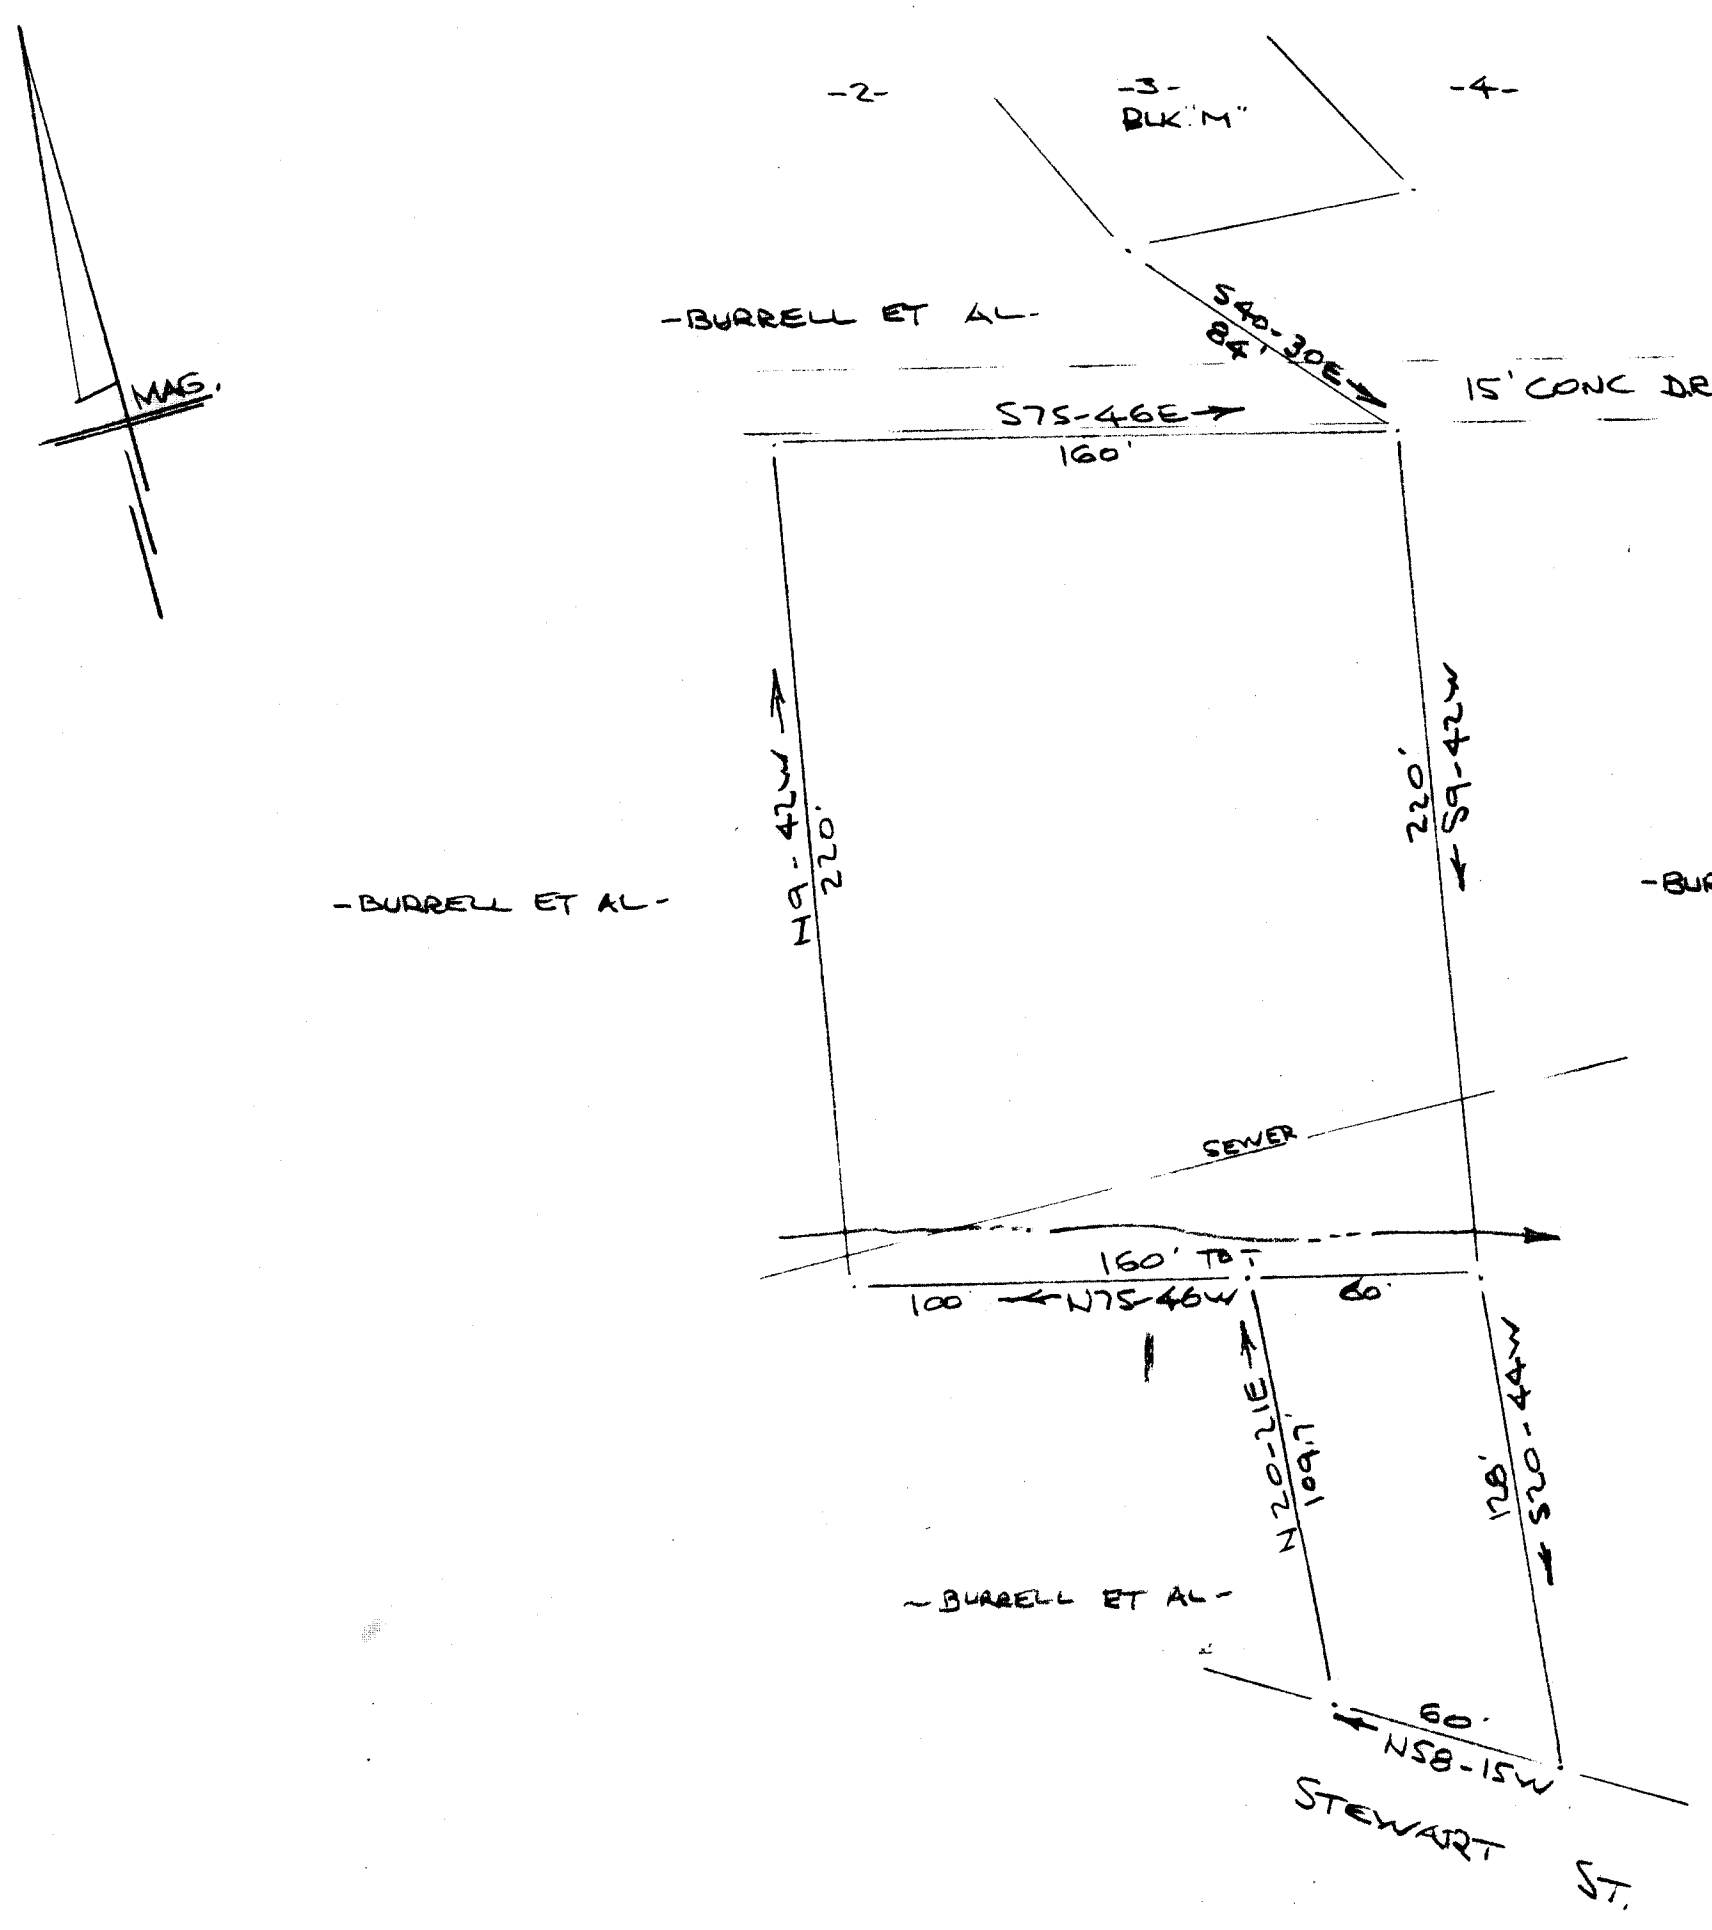 -2-
-3-
BLK "M"
-4-
-BURRELL ET AL-
S40-30E
84'
MAG.
15' CONC DR
S75-46E
160'
N9-42W
220'
220'
S9-42W
-BURRELL ET AL-
-BUR
SEWER
160' TOT
100'
N75-46W
60'
N20-21E
109.7'
128'
S20-44W
-BURRELL ET AL-
60'
N58-15W
STEWART ST.